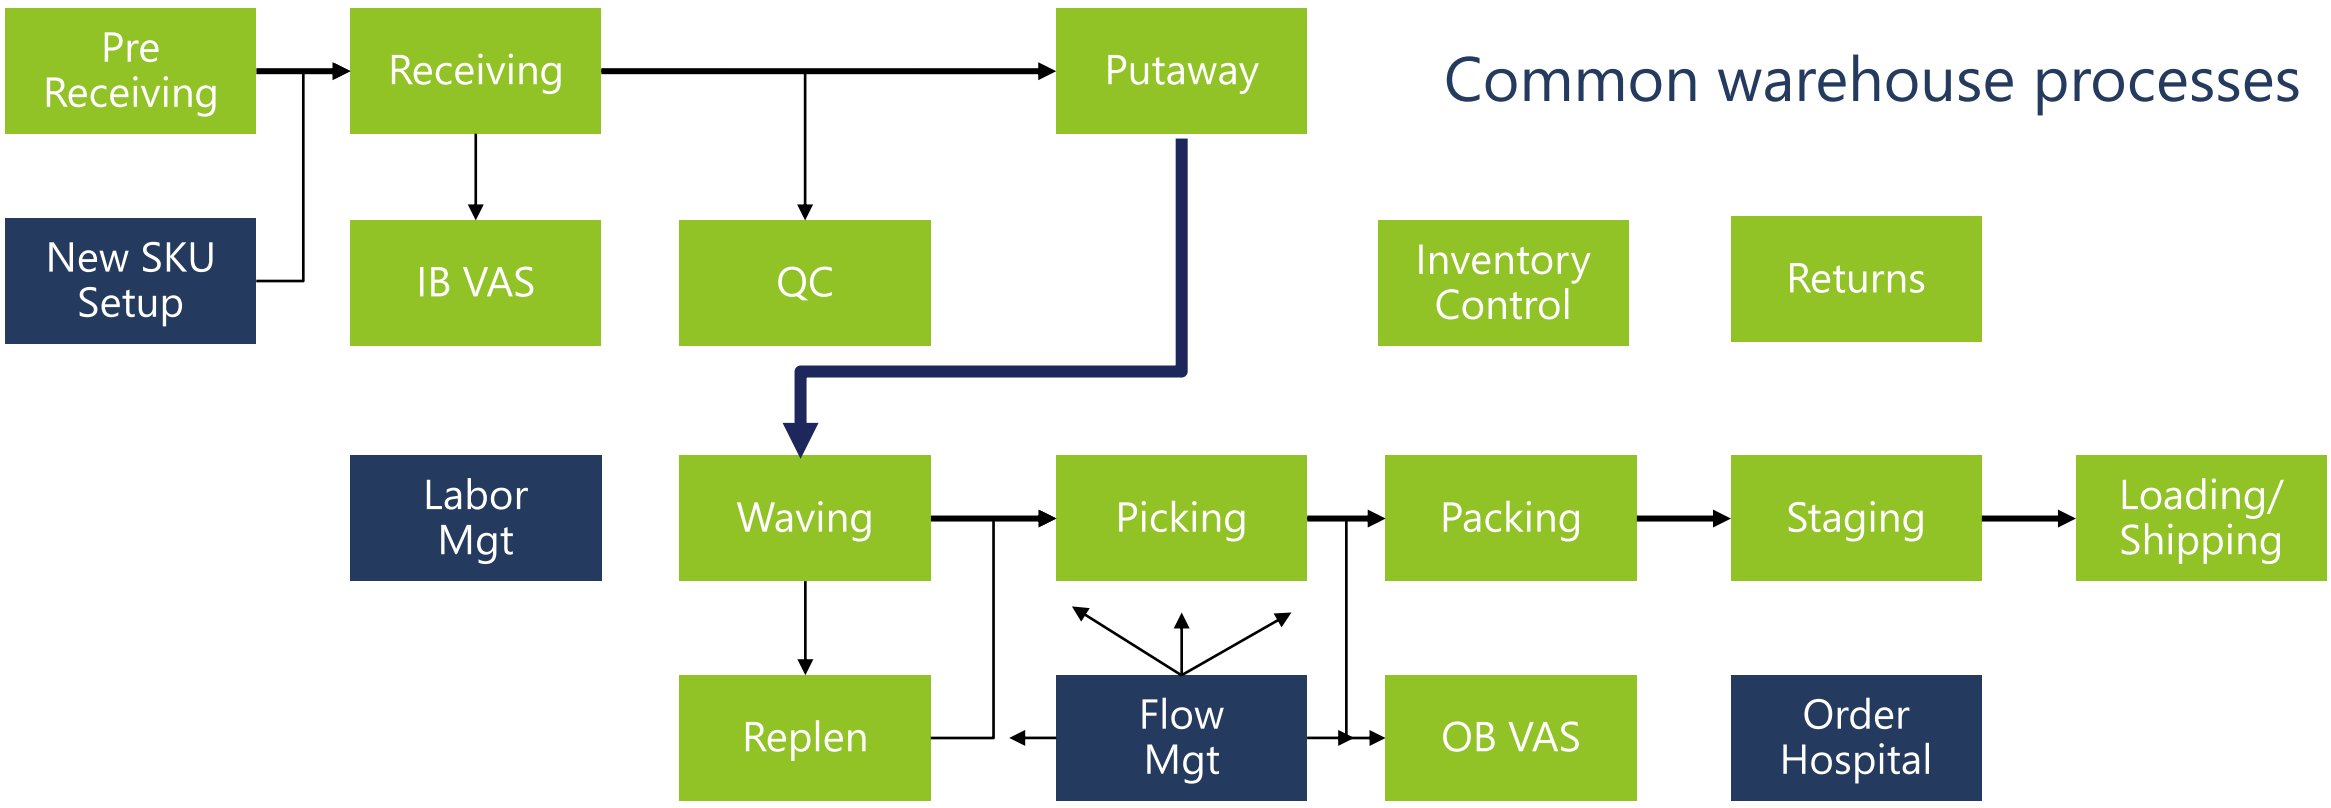 Pre
Receiving
Receiving
Putaway
Common warehouse processes
New SKU
Setup
IB VAS
QC
Inventory
Control
Returns
Labor
Mgt
Waving
Picking
Packing
Staging
Loading/
Shipping
Replen
Flow
Mgt
OB VAS
Order
Hospital